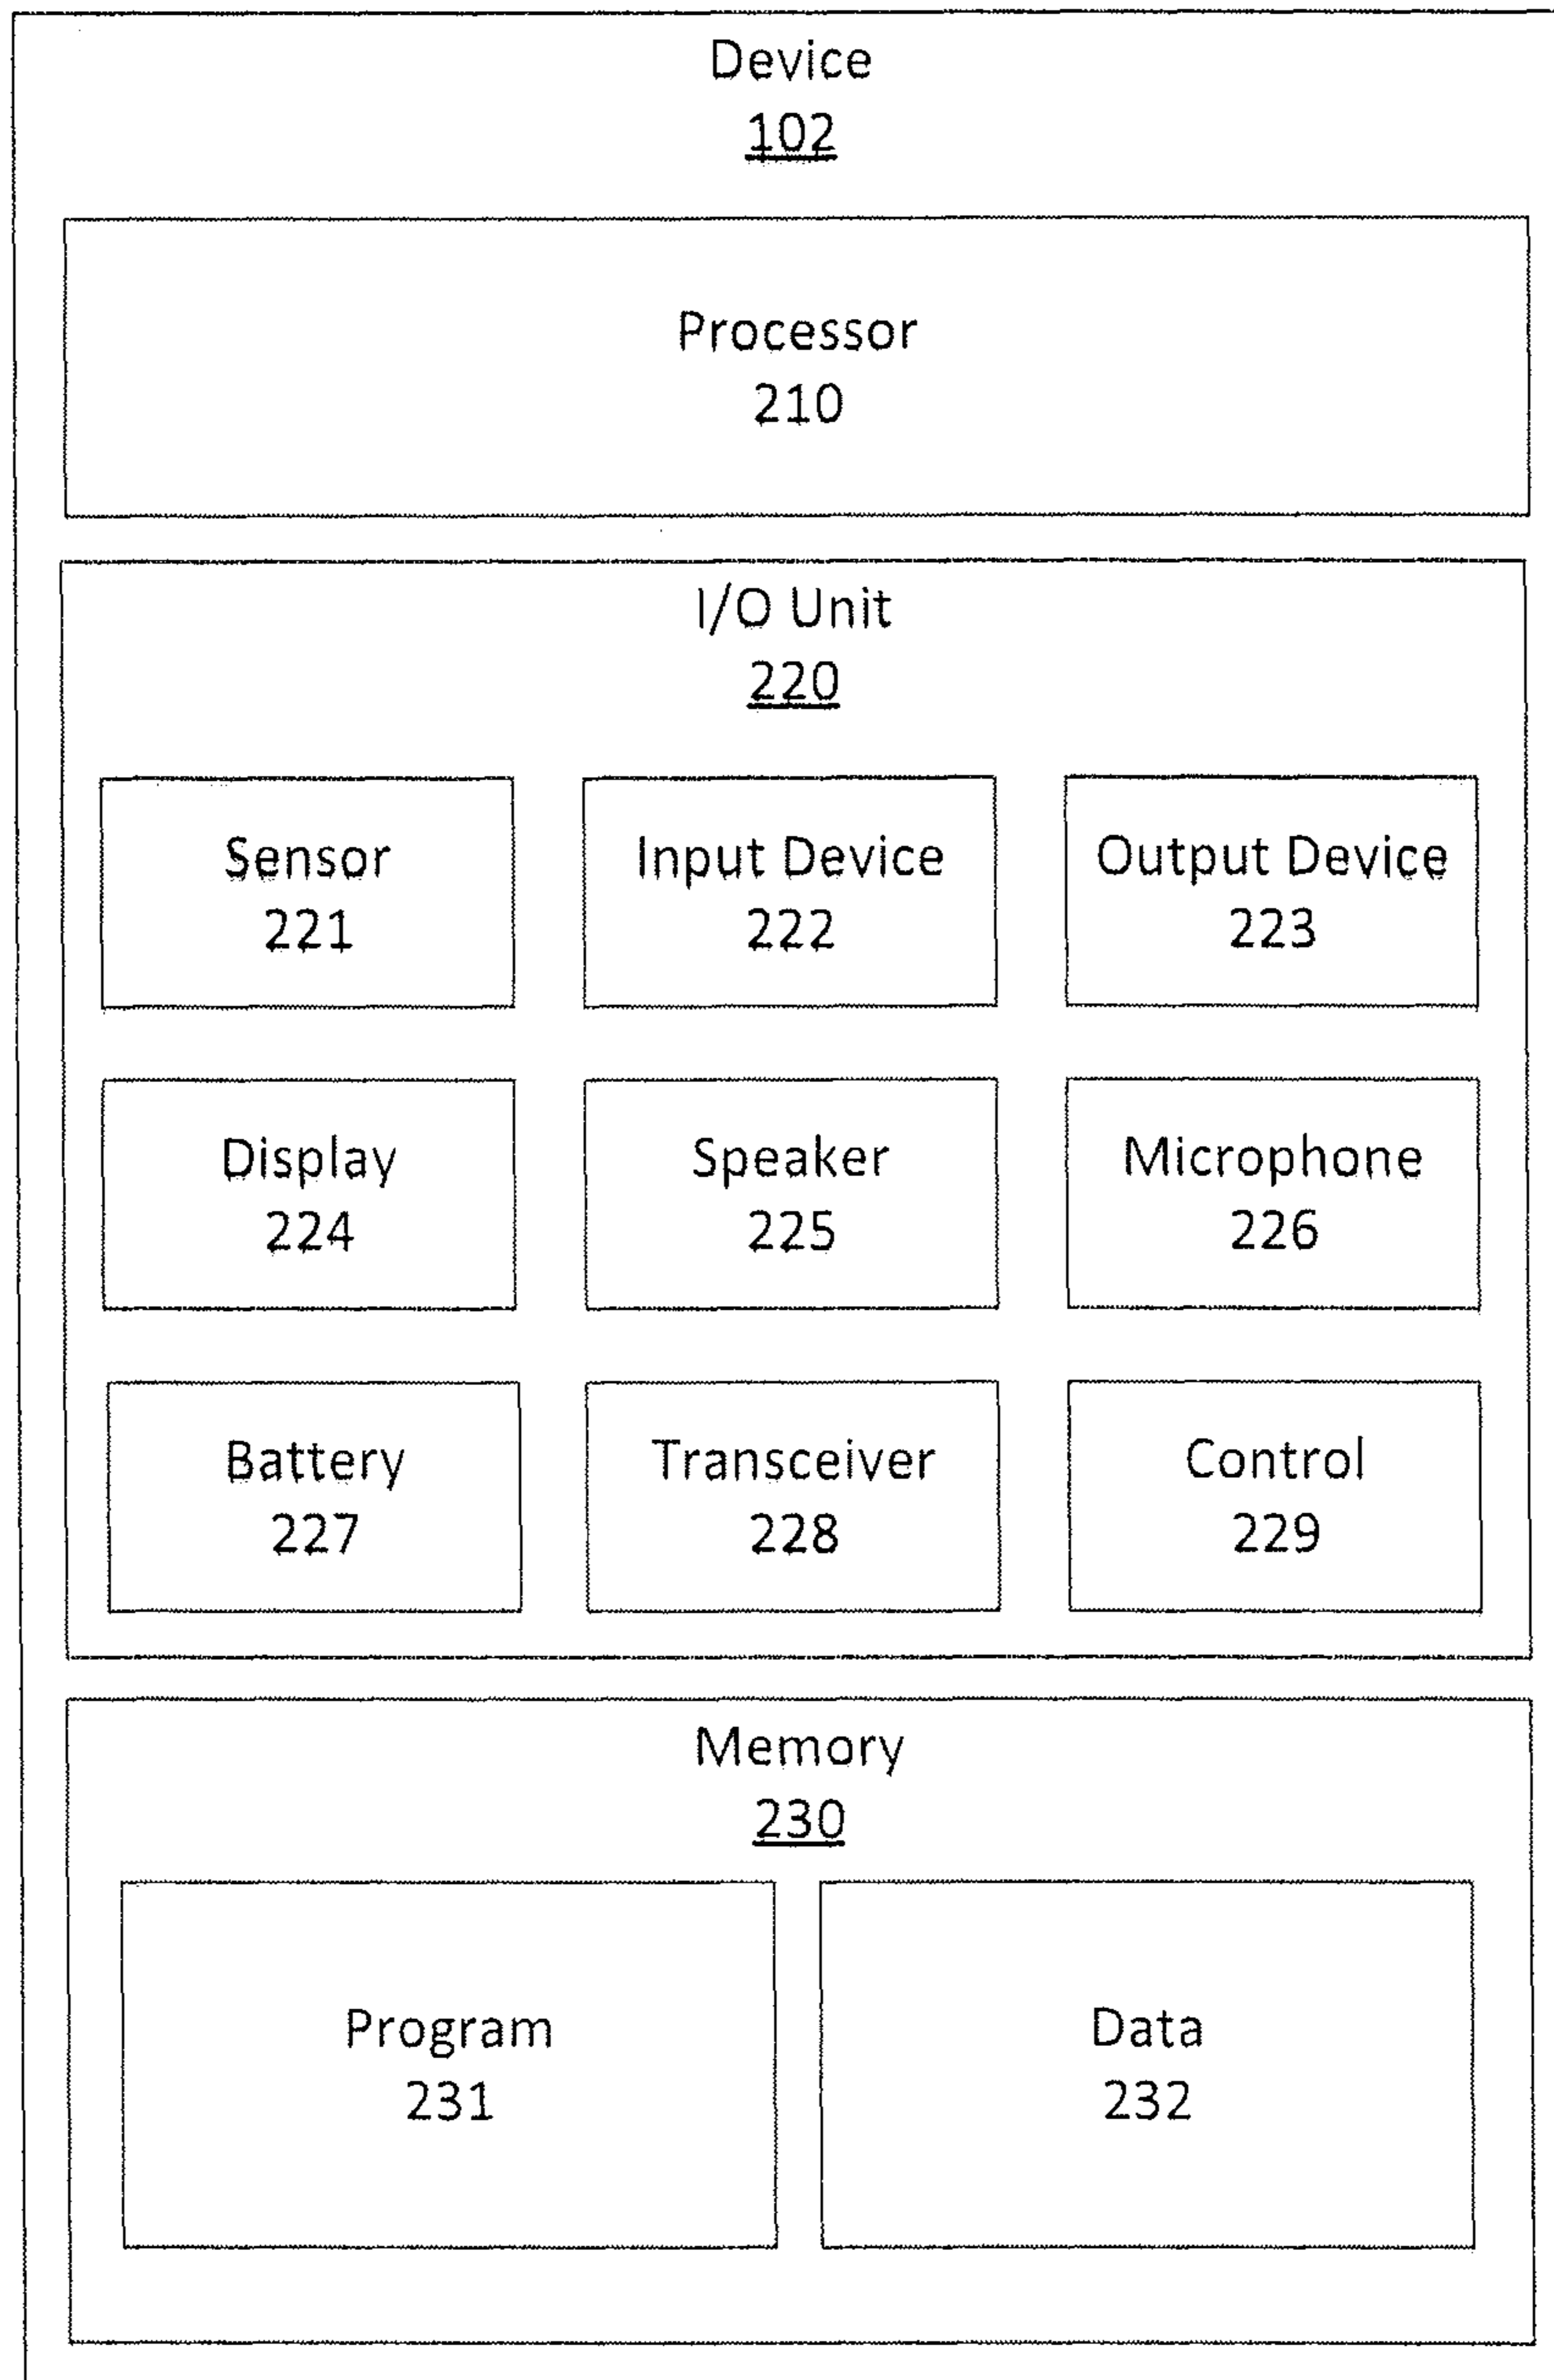 Device
102
Processor
210
I/O Unit
220
Sensor
221
Input Device
222
Output Device
223
Display
224
Speaker
225
Microphone
226
Battery
227
Transceiver
228
Control
229
Memory
230
Program
231
Data
232